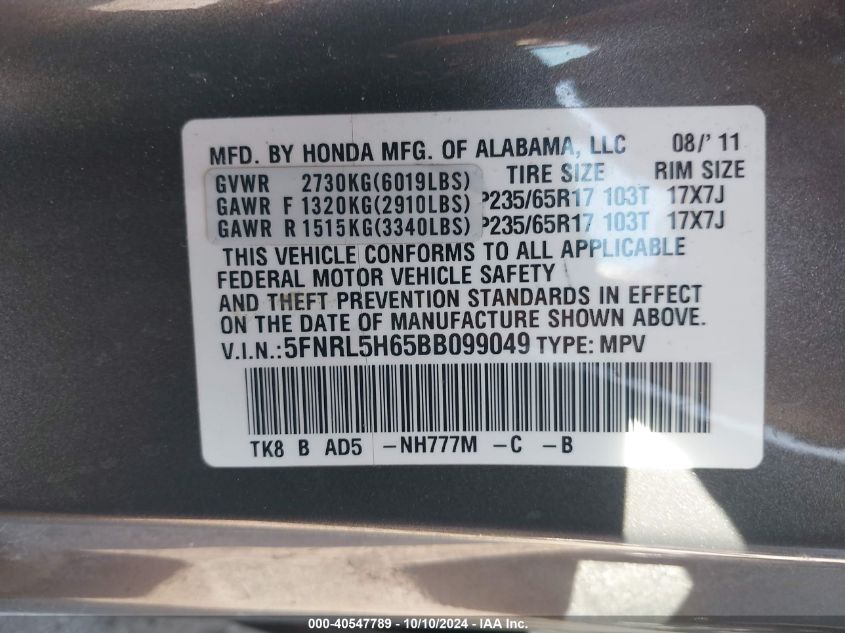 MFD. BY HONDA MFG. OF ALABAMA, LLC 08/'11
TIRE SIZE RIM SIZE
GVWR 2730KG(6019LBS)
GAWR F 1320KG(2910LBS) P235/65R17 103T 17X7J
GAWR R 1515KG(3340LBS) P235/65R17 103T 17X7J
THIS VEHICLE CONFORMS TO ALL APPLICABLE
FEDERAL MOTOR VEHICLE SAFETY
AND THEFT PREVENTION STANDARDS IN EFFECT
ON THE DATE OF MANUFACTURE SHOWN ABOVE.
V.I.N.:5FNRL5H65BB099049 TYPE: MPV
TK8 B AD5 -NH777M -C -B
000-40547789 - 10/10/2024 - IAA Inc.